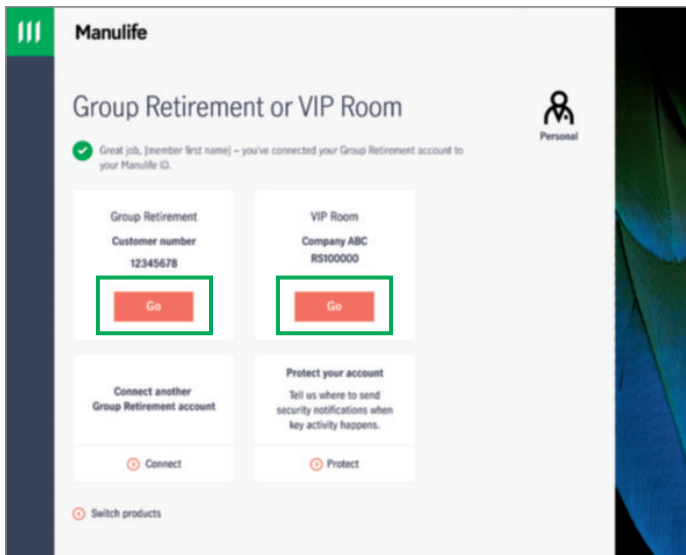 Manulife
Group Retirement or VIP Room
Personal
Great job, [member first name] – you've connected your Group Retirement account to
your Manulife ID.
Group Retirement
Customer number
12345678
Go
VIP Room
Company ABC
RS100000
Go
Connect another
Group Retirement account
Connect
Protect your account
Tell us where to send
security notifications when
key activity happens.
Protect
Switch products